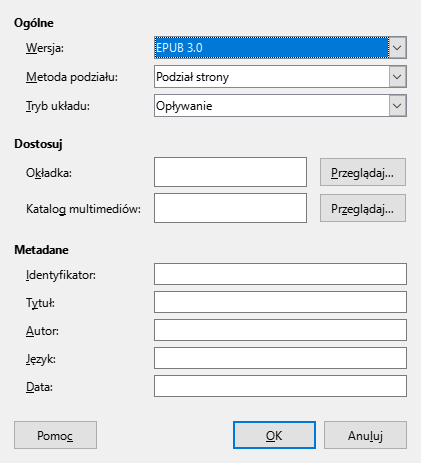 Ogólne
Wersja: EPUB 3.0
Metoda podziału: Podział strony
Tryb układu: Opływanie
Dostosuj
Okładka: Przeglądaj...
Katalog multimediów: Przeglądaj...
Metadane
Identyfikator:
Tytuł:
Autor:
Język:
Data:
Pomoc OK Anuluj